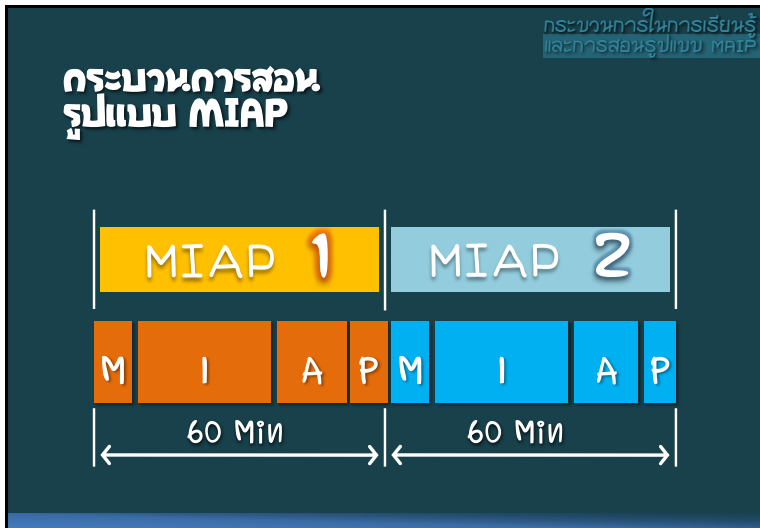 กระบวนการในการเรียนรู้
และการสอนรูปแบบ MAIP
กระบวนการสอน
รูปแบบ MIAP
MIAP 1 MIAP 2
M I A P M I A P
60 Min 60 Min